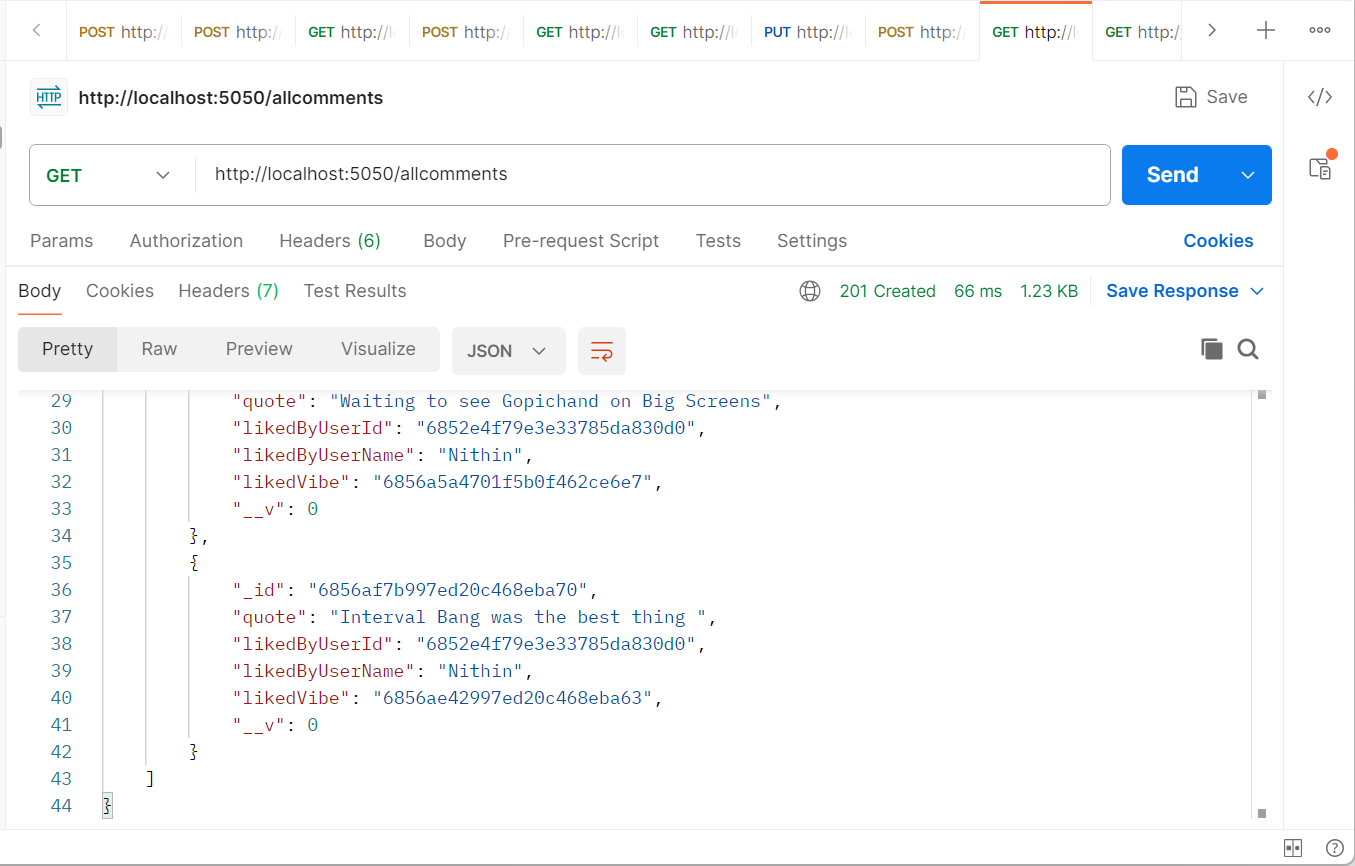 POST http:// POST http:/ GET http://l POST http:/ GET http://l GET http://l PUT http://l POST http:/ GET http://l GET http:/
HTTP http://localhost:5050/allcomments Save </>
GET http://localhost:5050/allcomments Send
Params Authorization Headers (6) Body Pre-request Script Tests Settings Cookies
Body Cookies Headers (7) Test Results 201 Created 66 ms 1.23 KB Save Response
Pretty Raw Preview Visualize JSON
29 "quote": "Waiting to see Gopichand on Big Screens",
30 "likedByUserId": "6852e4f79e3e33785da830d0",
31 "likedByUserName": "Nithin",
32 "likedVibe": "6856a5a4701f5b0f462ce6e7",
33 "__v": 0
34 },
35 {
36 "_id": "6856af7b997ed20c468eba70",
37 "quote": "Interval Bang was the best thing ",
38 "likedByUserId": "6852e4f79e3e33785da830d0",
39 "likedByUserName": "Nithin",
40 "likedVibe": "6856ae42997ed20c468eba63",
41 "__v": 0
42 }
43 ]
44 }